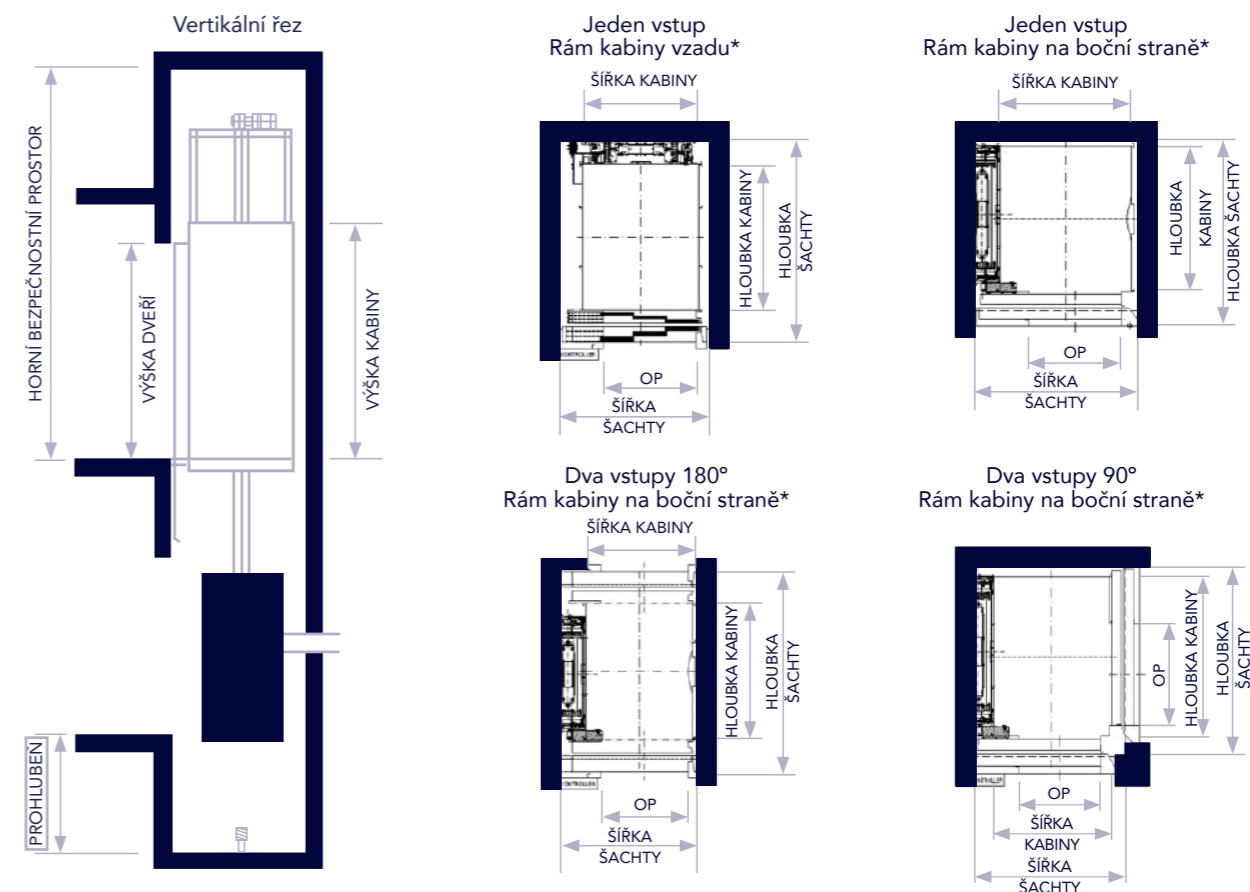 Vertikální řez
HORNÍ BEZPEČNOSTNÍ PROSTOR
VÝŠKA DVEŘÍ
VÝŠKA KABINY
PROHLUBEŇ
Jeden vstup
Rám kabiny vzadu*
ŠÍŘKA KABINY
HLOUBKA KABINY
HLOUBKA
ŠACHTY
CONTROLLER
OP
ŠÍŘKA
ŠACHTY
Jeden vstup
Rám kabiny na boční straně*
ŠÍŘKA KABINY
HLOUBKA
KABINY
HLOUBKA ŠACHTY
OP
ŠÍŘKA
ŠACHTY
Dva vstupy 180°
Rám kabiny na boční straně*
ŠÍŘKA KABINY
HLOUBKA KABINY
HLOUBKA
ŠACHTY
CONTROLLER
OP
ŠÍŘKA
ŠACHTY
Dva vstupy 90°
Rám kabiny na boční straně*
OP
HLOUBKA KABINY
HLOUBKA
ŠACHTY
OP
ŠÍŘKA
KABINY
ŠÍŘKA
ŠACHTY